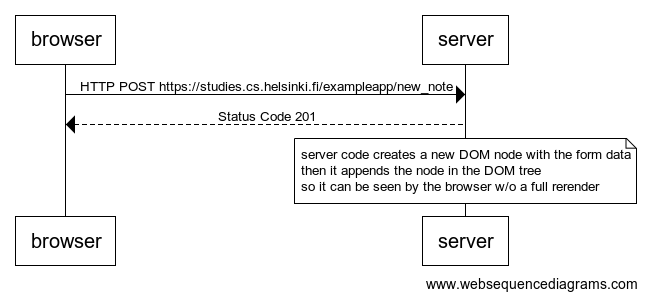 browser
server
HTTP POST https://studies.cs.helsinki.fi/exampleapp/new_note
Status Code 201
server code creates a new DOM node with the form data
then it appends the node in the DOM tree
so it can be seen by the browser w/o a full rerender
browser
server
www.websequencediagrams.com